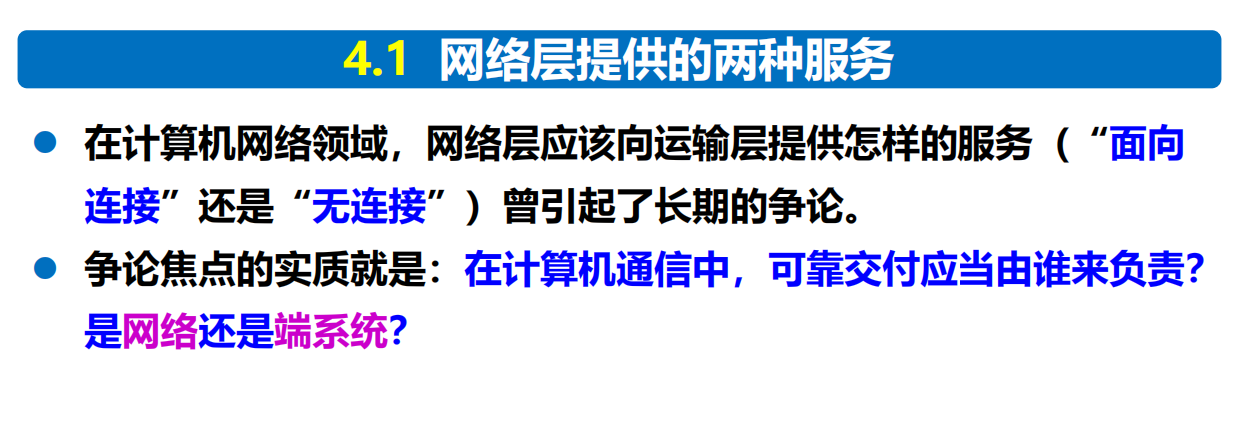 4.1 网络层提供的两种服务
● 在计算机网络领域，网络层应该向运输层提供怎样的服务（“面向
连接”还是“无连接”）曾引起了长期的争论。
● 争论焦点的实质就是：在计算机通信中，可靠交付应当由谁来负责？
是网络还是端系统？